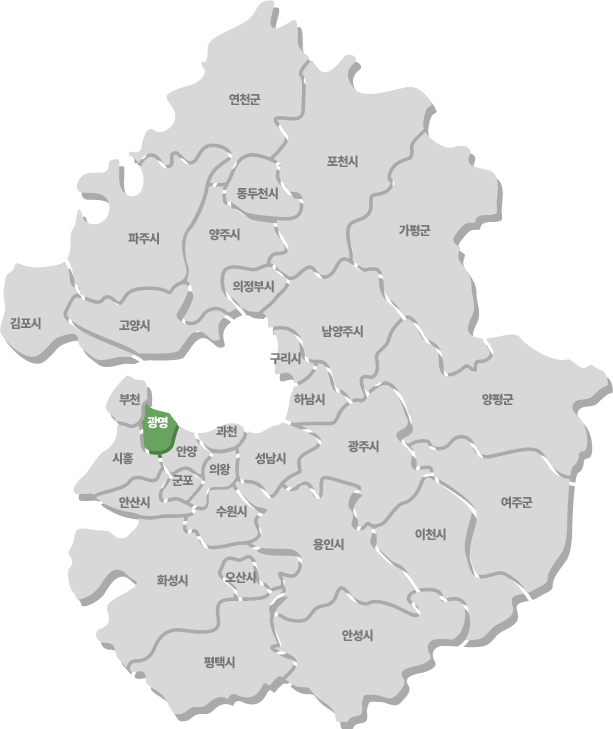 연천군
포천시
동두천시
가평군
파주시
양주시
의정부시
김포시
고양시
남양주시
구리시
부천
하남시
양평군
광명
과천
안양
광주시
시흥
성남시
의왕
군포
안산시
여주군
수원시
이천시
용인시
화성시
오산시
안성시
평택시